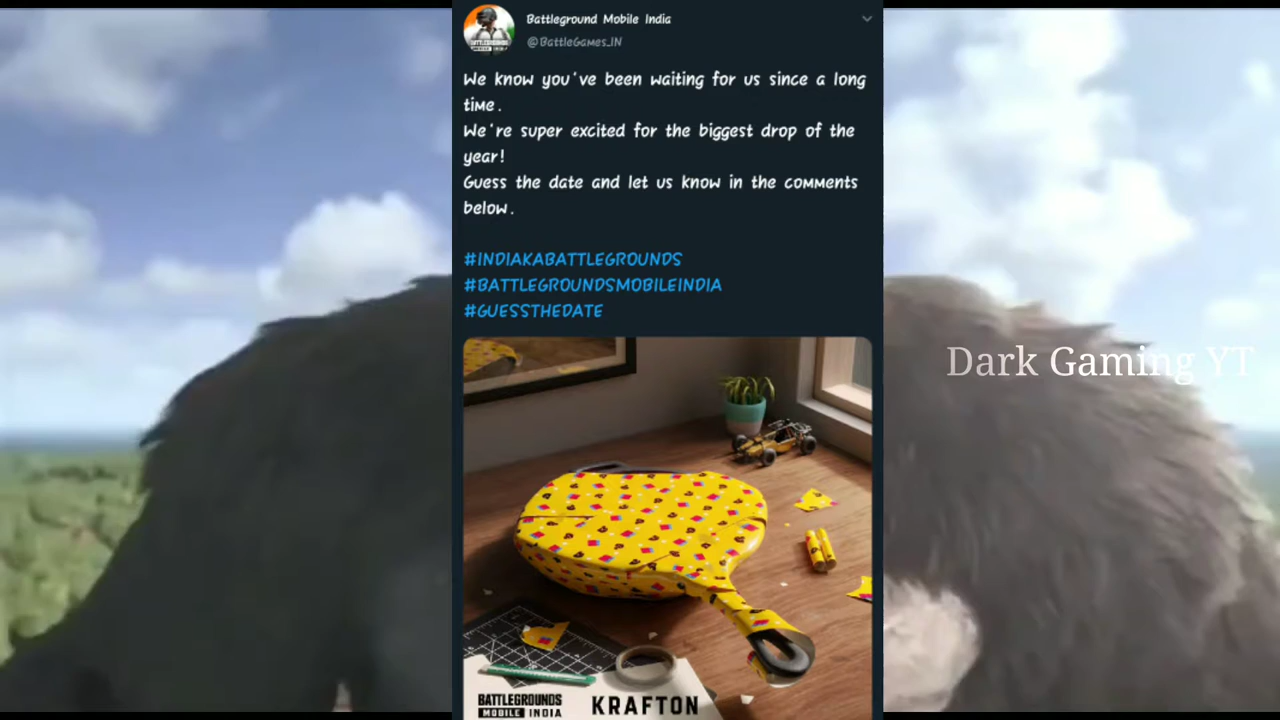 Battleground Mobile India
@BattleGames_IN
We know you've been waiting for us since a long
time.
We're super excited for the biggest drop of the
year!
Guess the date and let us know in the comments
below.
#INDIAKABATTLEGROUNDS
#BATTLEGROUNDSMOBILEINDIA
#GUESSTHEDATE
Dark Gaming YT
BATTLEGROUNDS
MOBILE INDIA
KRAFTON